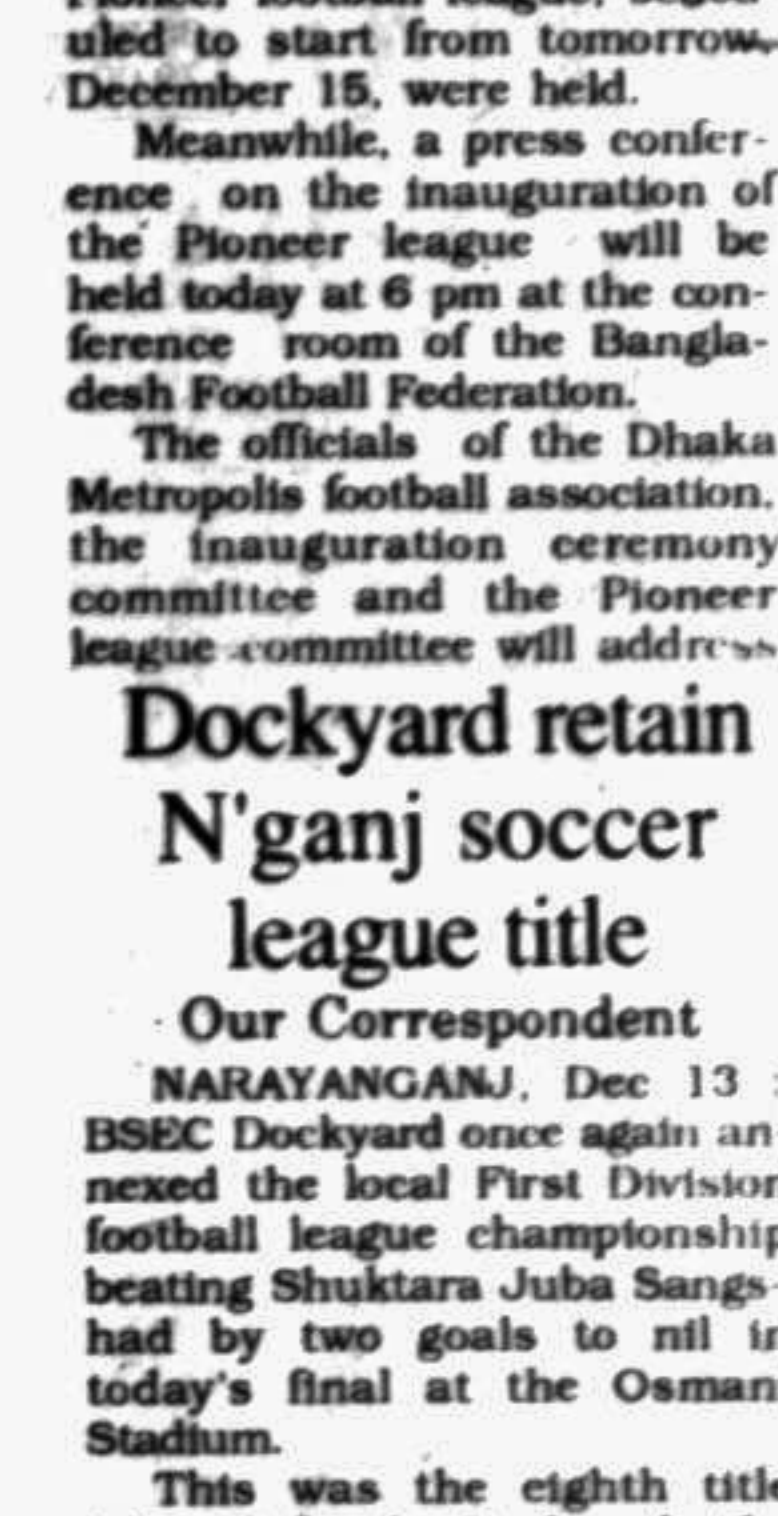 uled to start from tomorrow,
December 15, were held.
Meanwhile, a press confer-
ence on the inauguration of
the Pioneer league will be
held today at 6 pm at the con-
ference room of the Bangla-
desh Football Federation.
The officials of the Dhaka
Metropolis football association,
the inauguration ceremony
committee and the Pioneer
league committee will address
Dockyard retain
N'ganj soccer
league title
Our Correspondent
NARAYANGANJ, Dec 13 :
BSEC Dockyard once again an-
nexed the local First Division
football league championship
beating Shuktara Juba Sangs-
had by two goals to nil in
today's final at the Osmani
Stadium.
This was the eighth title